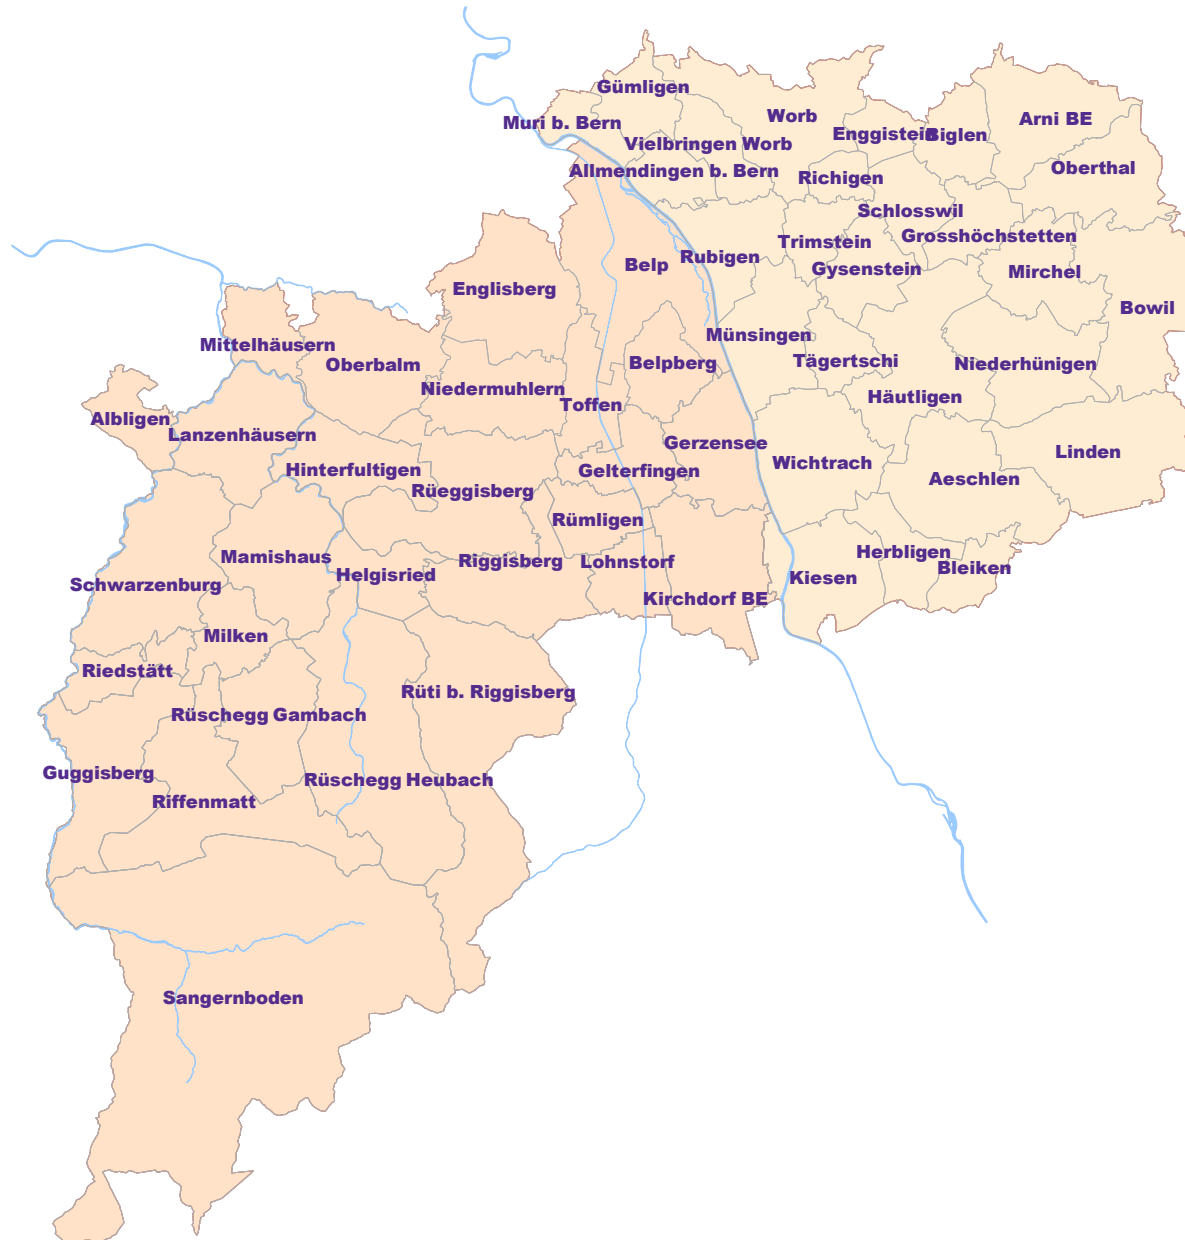 Gümligen
Muri b. Bern
Worb
Enggistein
Biglen
Arni BE
Vielbringen Worb
Allmendingen b. Bern
Richigen
Oberthal
Schlosswil
Trimstein
Grosshöchstetten
Rubigen
Belp
Gysenstein
Mirchel
Englisberg
Bowil
Münsingen
Mittelhäusern
Oberbalm
Belpberg
Tägertschi
Niederhünigen
Niedermuhlern
Toffen
Häutligen
Albligen
Lanzenhäusern
Gerzensee
Linden
Hinterfultigen
Gelterfingen
Wichtrach
Rüeggisberg
Aeschlen
Rümligen
Mamishaus
Riggisberg
Lohnstorf
Herbligen
Bleiken
Helgisried
Kiesen
Schwarzenburg
Kirchdorf BE
Milken
Riedstätt
Rüti b. Riggisberg
Rüschegg Gambach
Guggisberg
Rüschegg Heubach
Riffenmatt
Sangernboden